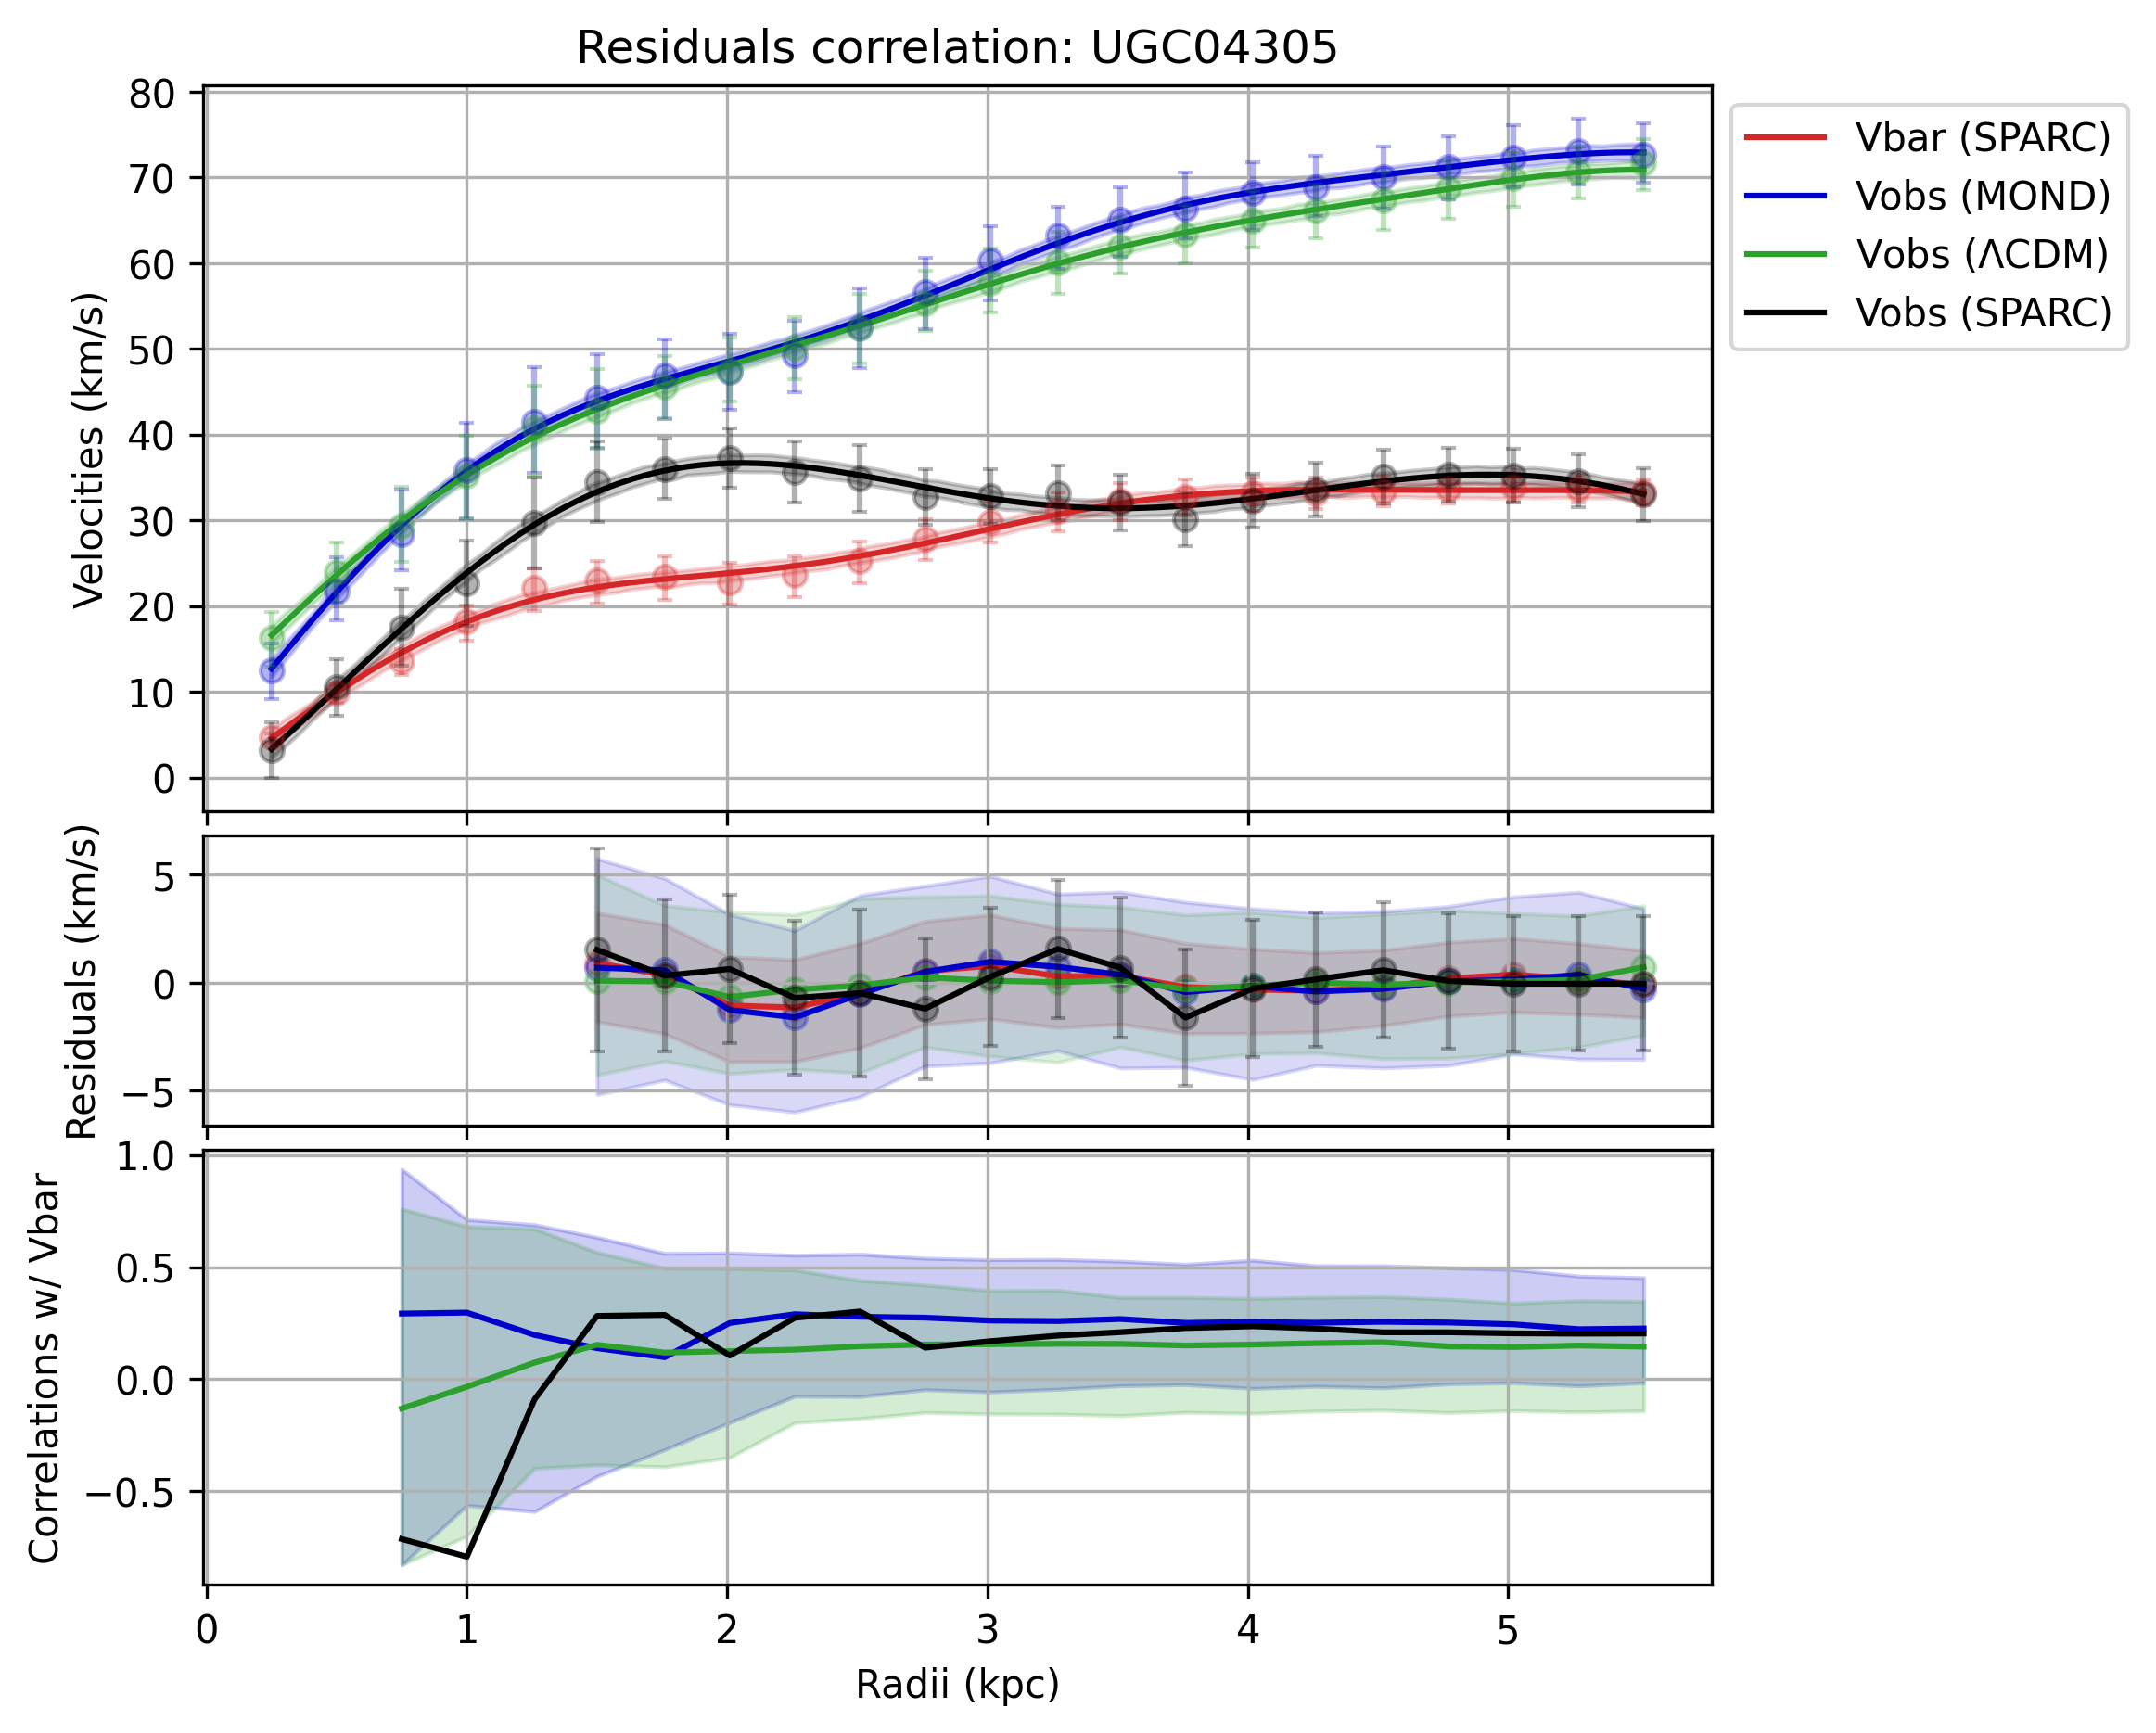 Residuals correlation: UGC04305
80
70
60
50
40
30
20
10
0
Velocities (km/s)
Vbar (SPARC)
Vobs (MOND)
Vobs (ΛCDM)
Vobs (SPARC)
5
0
−5
Residuals (km/s)
1.0
0.5
0.0
−0.5
Correlations w/ Vbar
0 1 2 3 4 5
Radii (kpc)